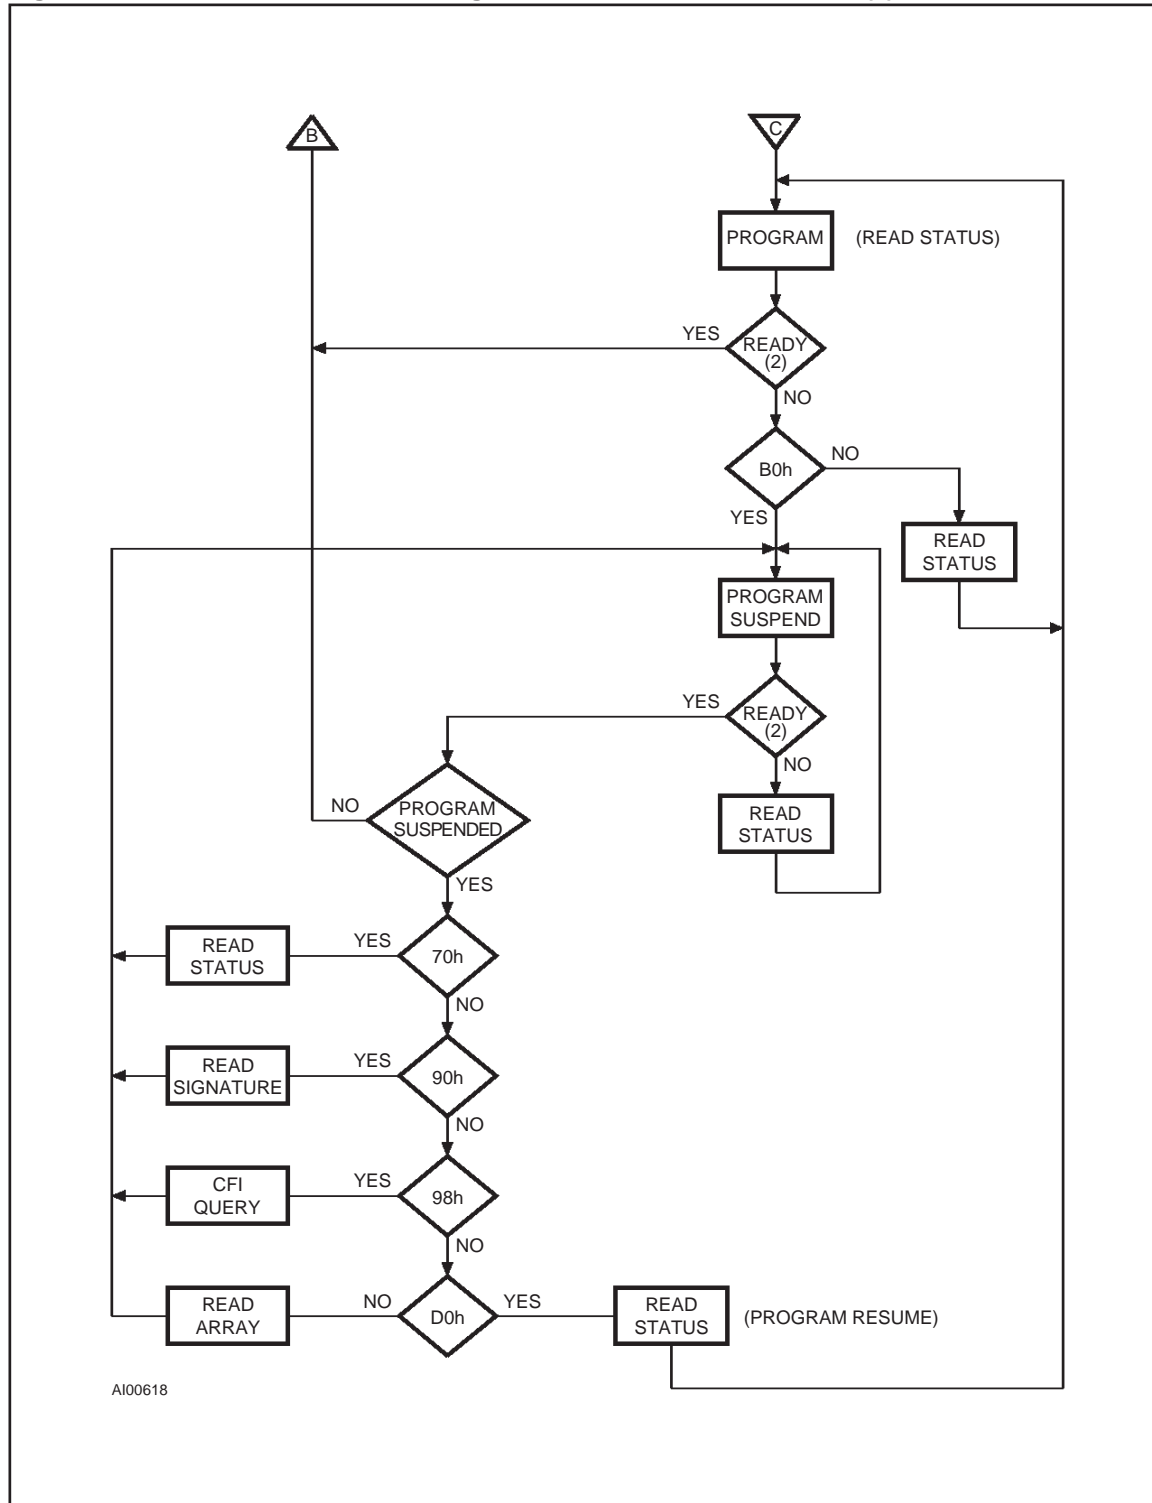 B
C
PROGRAM
(READ STATUS)
YES
READY
(2)
NO
B0h
NO
YES
READ
STATUS
PROGRAM
SUSPEND
YES
READY
(2)
NO
NO
PROGRAM
SUSPENDED
READ
STATUS
YES
READ
STATUS
YES
70h
NO
READ
SIGNATURE
YES
90h
NO
CFI
QUERY
YES
98h
NO
READ
ARRAY
NO
D0h
YES
READ
STATUS
(PROGRAM RESUME)
AI00618